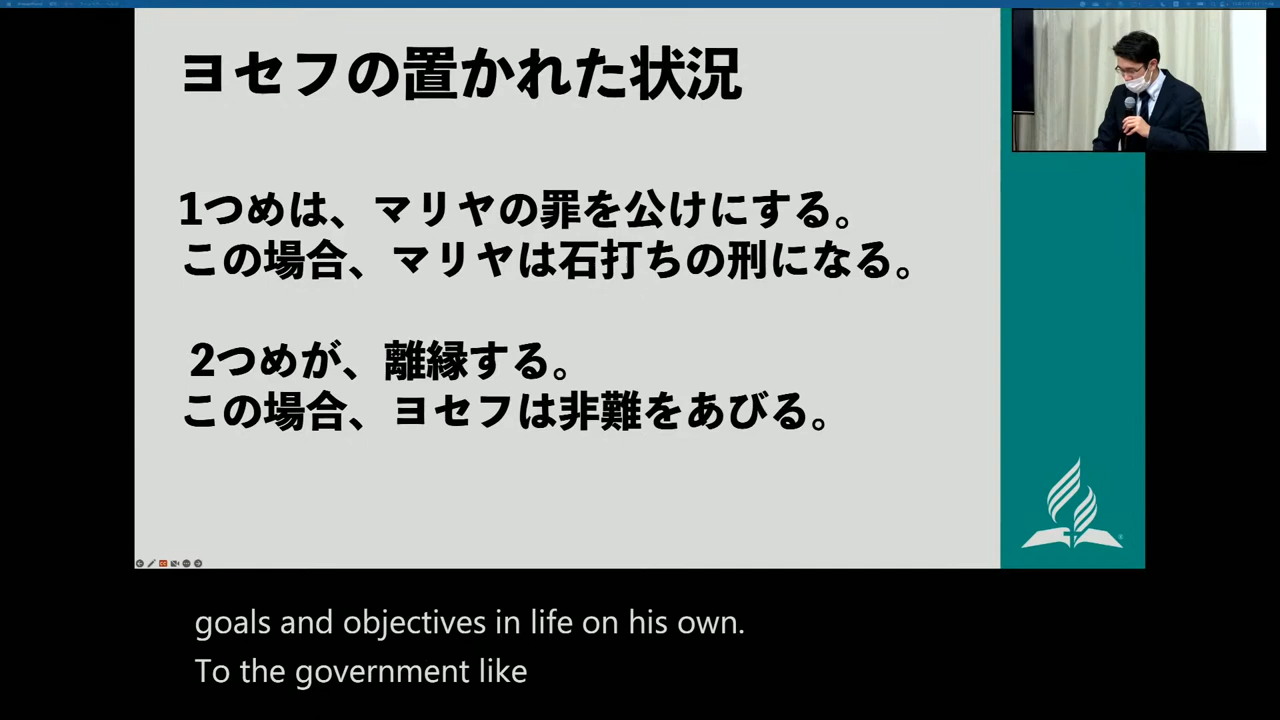 ヨセフの置かれた状況
1つめは、マリヤの罪を公けにする。
この場合、マリヤは石打ちの刑になる。
2つめが、離縁する。
この場合、ヨセフは非難をあびる。
goals and objectives in life on his own.
To the government like